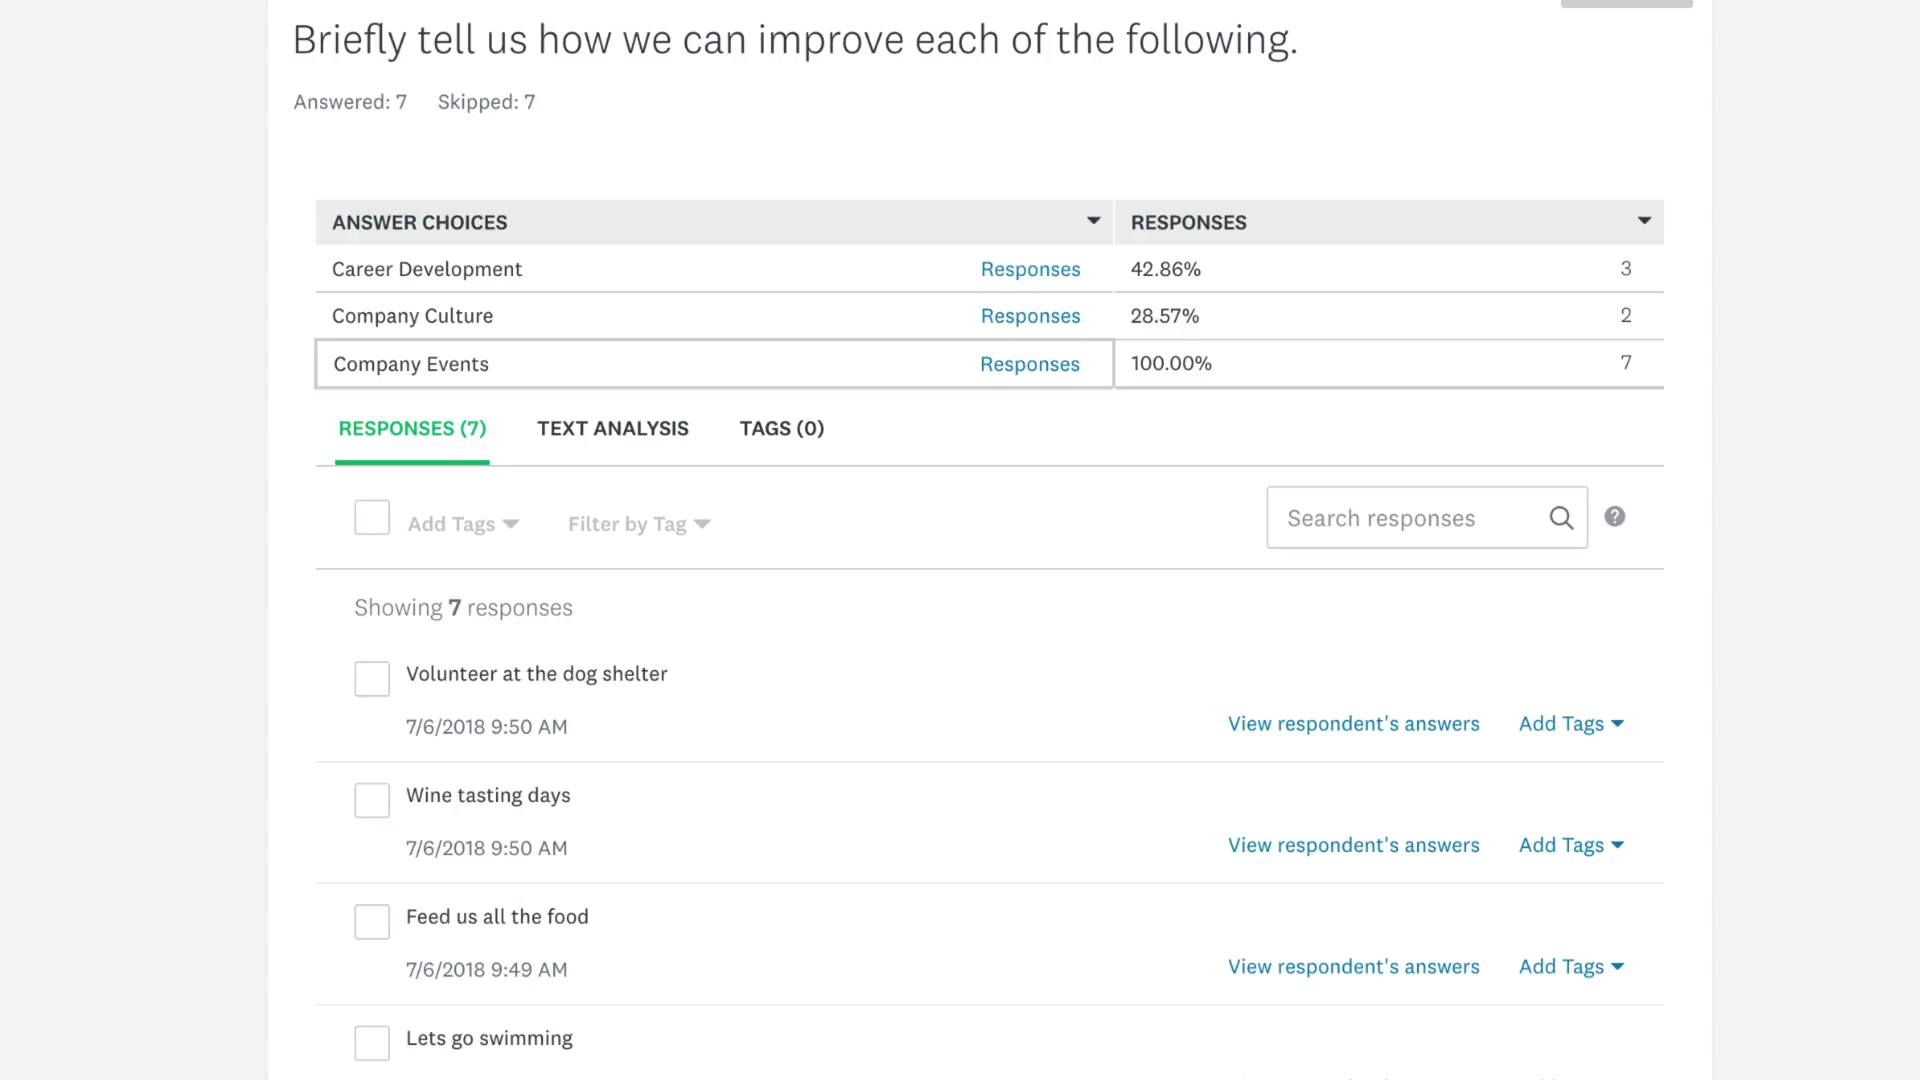 Briefly tell us how we can improve each of the following.
Answered: 7 Skipped: 7
ANSWER CHOICES RESPONSES
Career Development Responses 42.86% 3
Company Culture Responses 28.57% 2
Company Events Responses 100.00% 7
RESPONSES (7) TEXT ANALYSIS TAGS (0)
Add Tags Filter by Tag Search responses ?
Showing 7 responses
Volunteer at the dog shelter
7/6/2018 9:50 AM View respondent's answers Add Tags
Wine tasting days
7/6/2018 9:50 AM View respondent's answers Add Tags
Feed us all the food
7/6/2018 9:49 AM View respondent's answers Add Tags
Lets go swimming